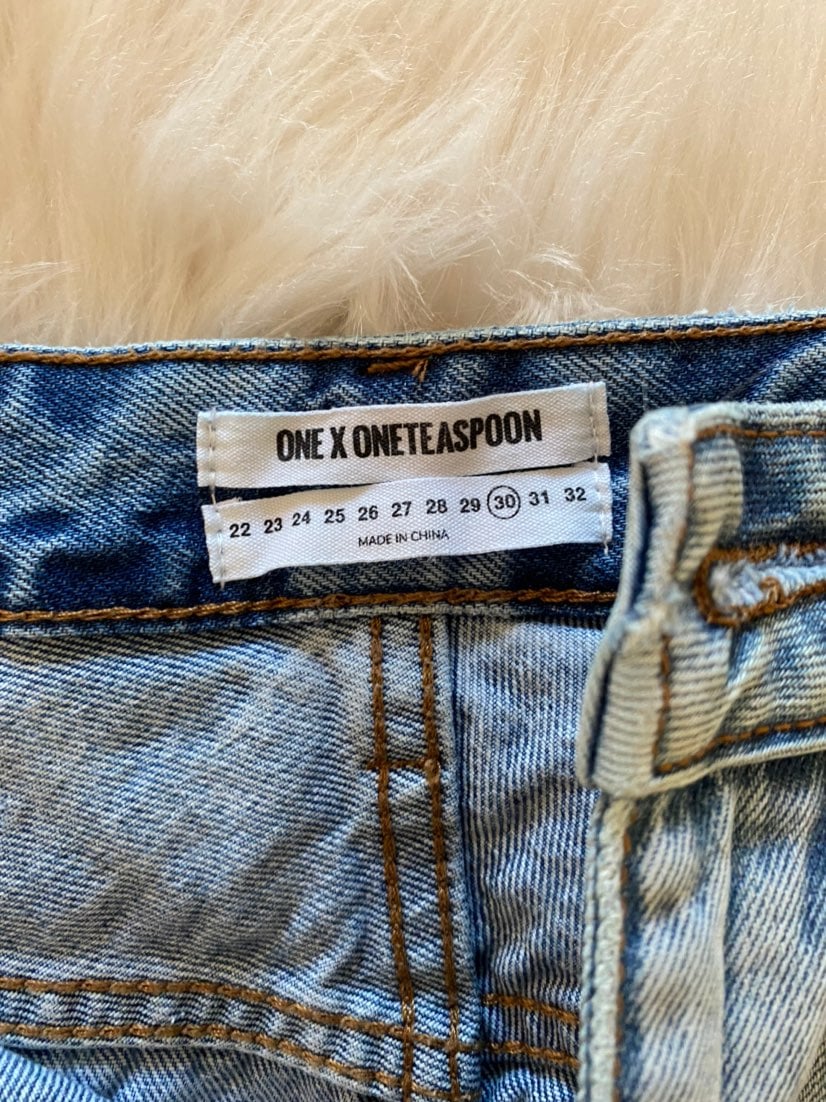 ONE X ONETEASPOON
22 23 24 25 26 27 28 29 30 31 32
MADE IN CHINA